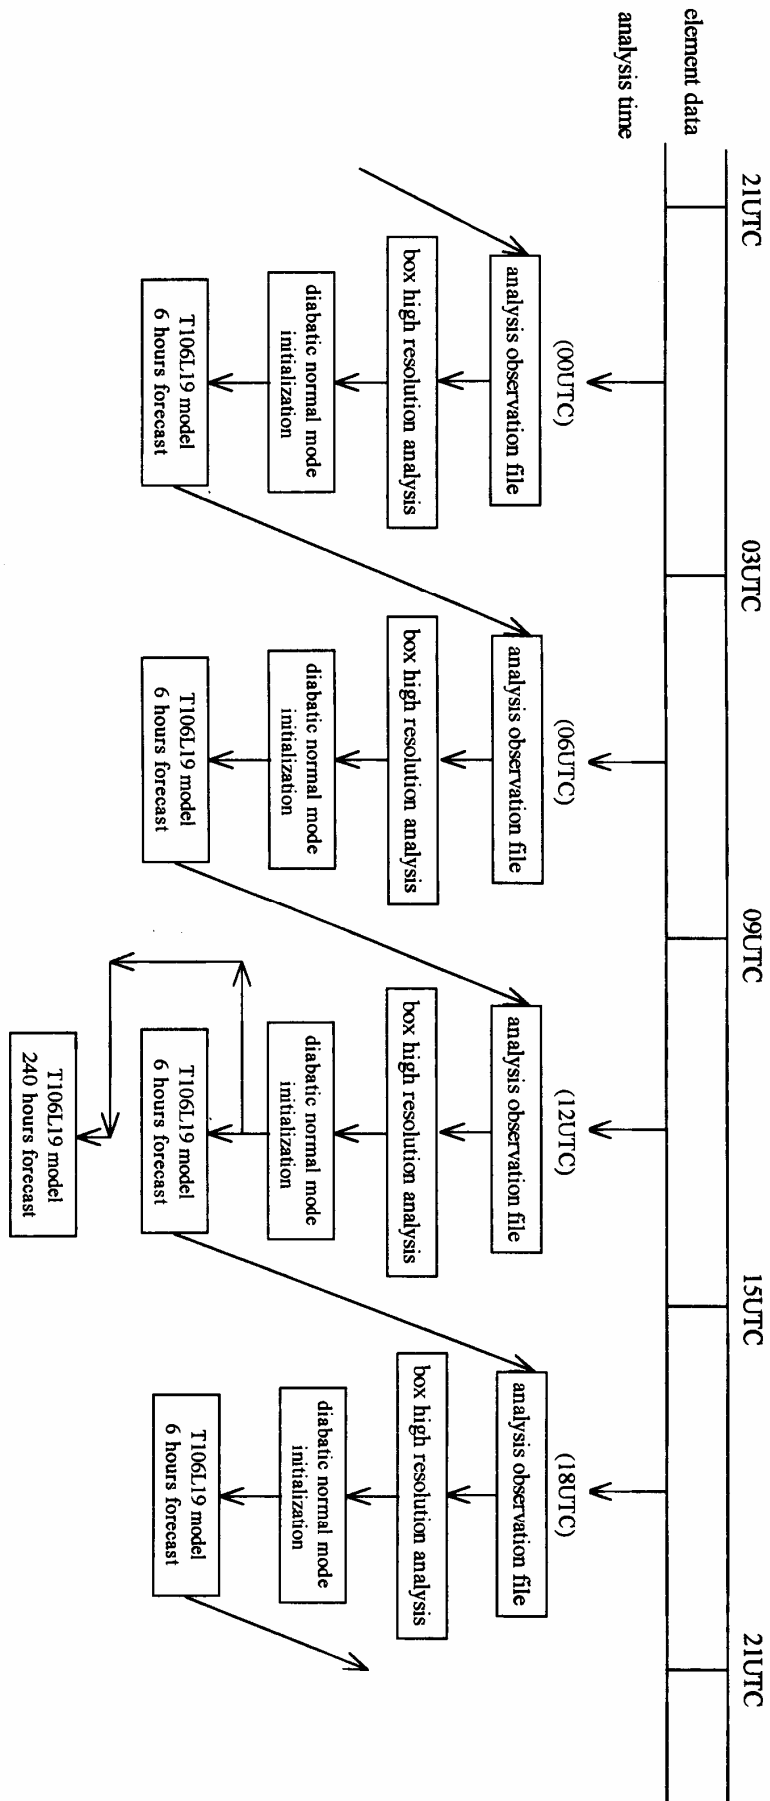 21UTC
03UTC
09UTC
15UTC
21UTC
element data
analysis time
(00UTC)
(06UTC)
(12UTC)
(18UTC)
analysis observation file
analysis observation file
analysis observation file
analysis observation file
box high resolution analysis
box high resolution analysis
box high resolution analysis
box high resolution analysis
diabatic normal mode
initialization
diabatic normal mode
initialization
diabatic normal mode
initialization
diabatic normal mode
initialization
T106L19 model
6 hours forecast
T106L19 model
6 hours forecast
T106L19 model
6 hours forecast
T106L19 model
6 hours forecast
T106L19 model
240 hours forecast